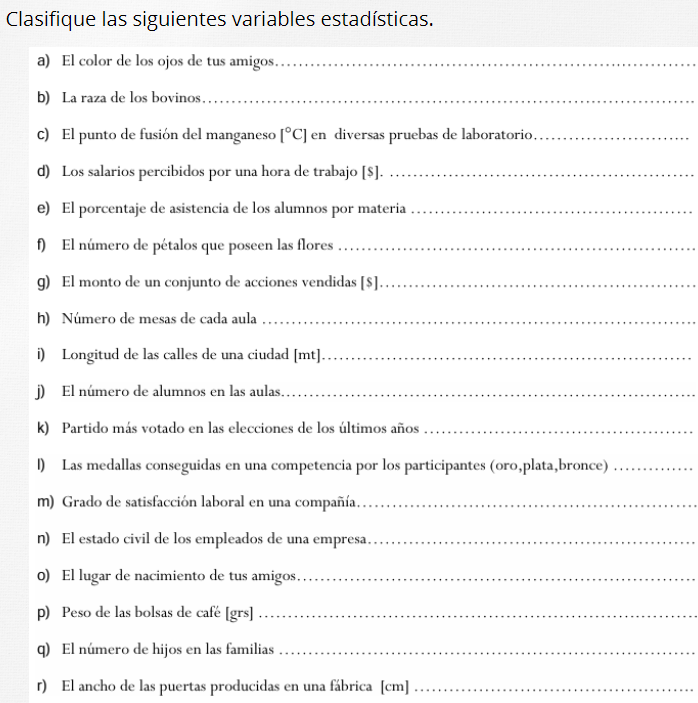 Clasifique las siguientes variables estadísticas.
a) El color de los ojos de tus amigos...............................................................
b) La raza de los bovinos...............................................................
c) El punto de fusión del manganeso [°C] en diversas pruebas de laboratorio.........................
d) Los salarios percibidos por una hora de trabajo [$]. ..............................................
e) El porcentaje de asistencia de los alumnos por materia ...........................................
f) El número de pétalos que poseen las flores ......................................................
g) El monto de un conjunto de acciones vendidas [$]................................................
h) Número de mesas de cada aula ...............................................................
i) Longitud de las calles de una ciudad [mt].........................................................
j) El número de alumnos en las aulas...............................................................
k) Partido más votado en las elecciones de los últimos años .........................................
l) Las medallas conseguidas en una competencia por los participantes (oro,plata,bronce) .............
m) Grado de satisfacción laboral en una compañía...................................................
n) El estado civil de los empleados de una empresa.................................................
o) El lugar de nacimiento de tus amigos............................................................
p) Peso de las bolsas de café [grs] ...............................................................
q) El número de hijos en las familias ..............................................................
r) El ancho de las puertas producidas en una fábrica [cm] ...........................................